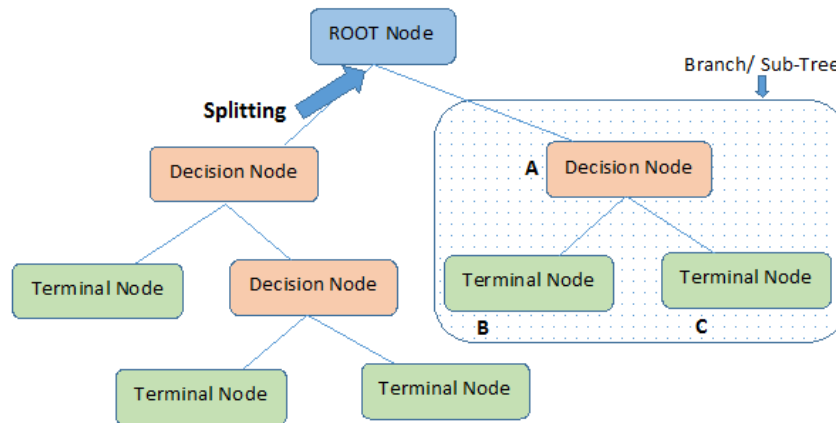 ROOT Node
Branch/ Sub-Tree
Splitting
Decision Node
A
Decision Node
Terminal Node
Decision Node
Terminal Node
Terminal Node
B
C
Terminal Node
Terminal Node